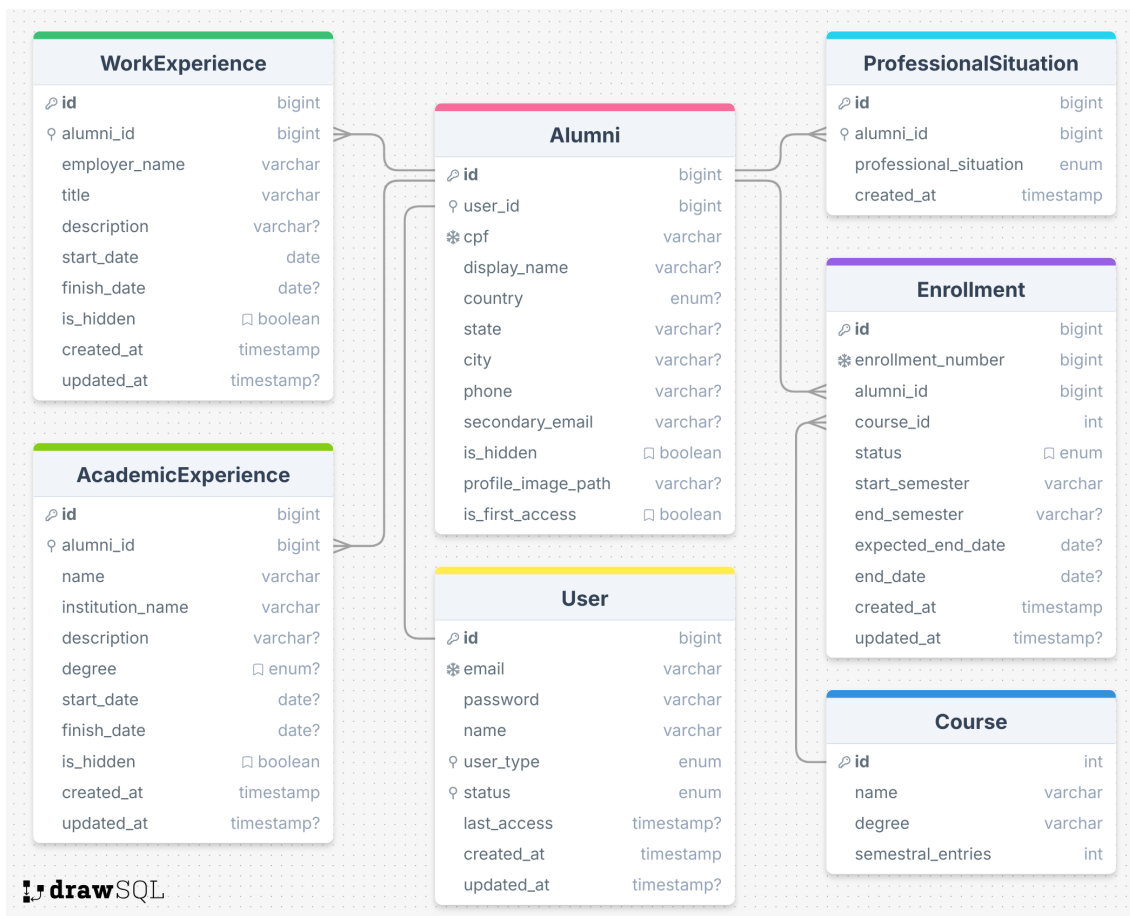 WorkExperience
id bigint
alumni_id bigint
employer_name varchar
title varchar
description varchar?
start_date date
finish_date date?
is_hidden boolean
created_at timestamp
updated_at timestamp?
AcademicExperience
id bigint
alumni_id bigint
name varchar
institution_name varchar
description varchar?
degree enum?
start_date date?
finish_date date?
is_hidden boolean
created_at timestamp
updated_at timestamp?
Alumni
id bigint
user_id bigint
cpf varchar
display_name varchar?
country enum?
state varchar?
city varchar?
phone varchar?
secondary_email varchar?
is_hidden boolean
profile_image_path varchar?
is_first_access boolean
User
id bigint
email varchar
password varchar
name varchar
user_type enum
status enum
last_access timestamp?
created_at timestamp
updated_at timestamp?
ProfessionalSituation
id bigint
alumni_id bigint
professional_situation enum
created_at timestamp
Enrollment
id bigint
enrollment_number bigint
alumni_id bigint
course_id int
status enum
start_semester varchar
end_semester varchar?
expected_end_date date?
end_date date?
created_at timestamp
updated_at timestamp?
Course
id int
name varchar
degree varchar
semestral_entries int
drawSQL